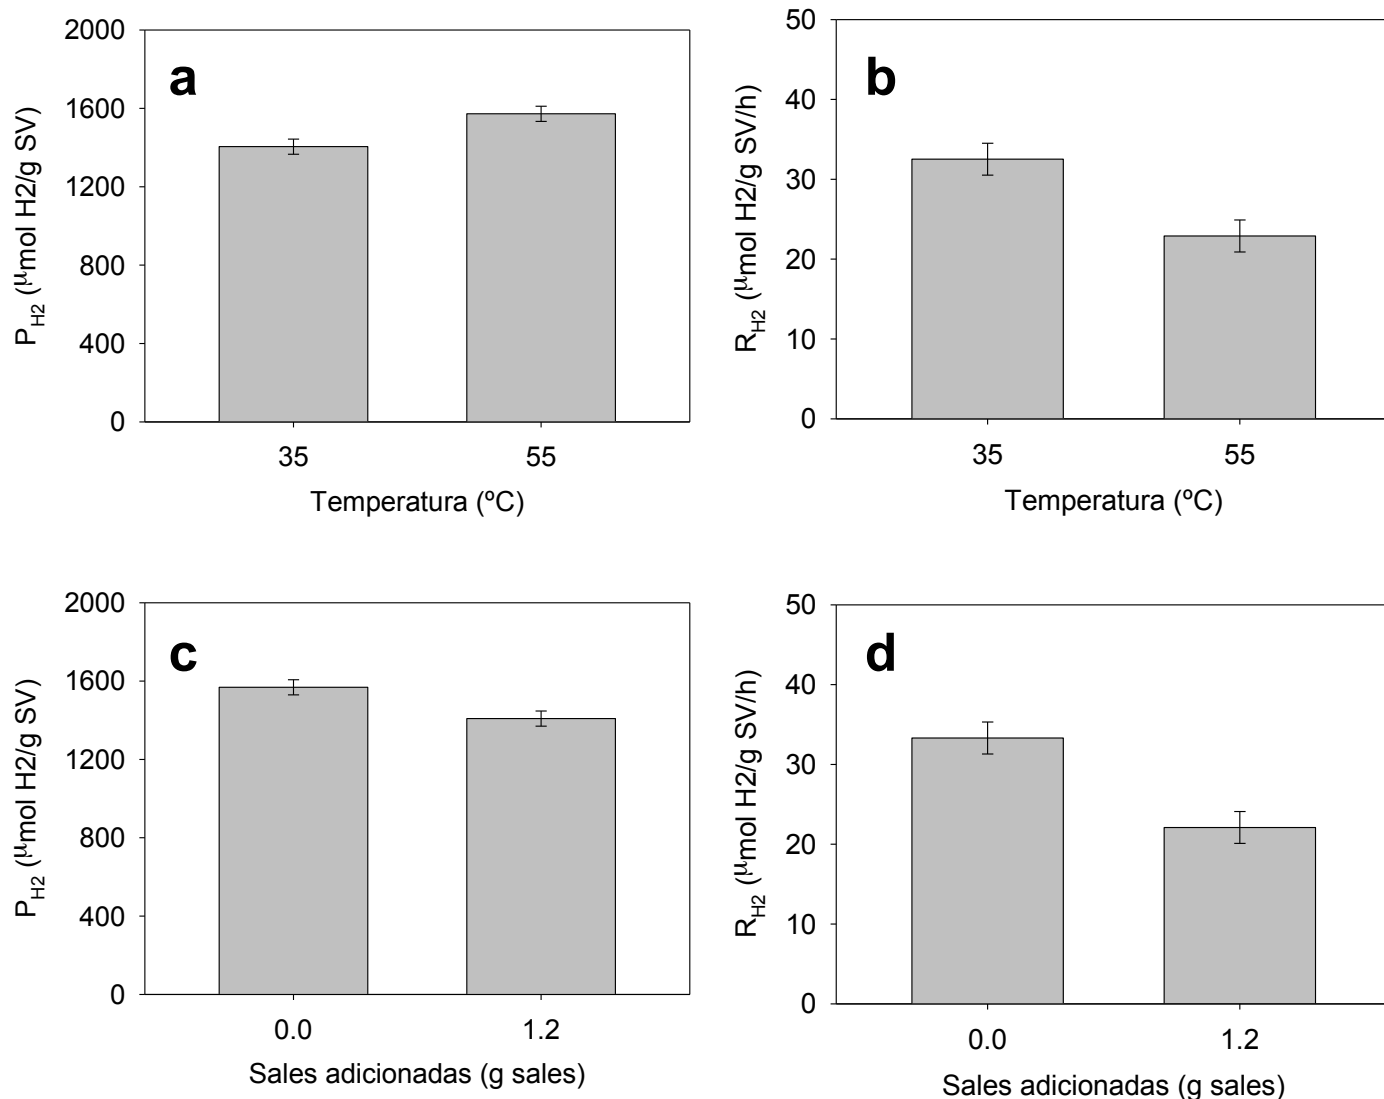 a
P_H2 (µmol H2/g SV)
2000
1600
1200
800
400
0
35
55
Temperatura (ºC)
b
R_H2 (µmol H2/g SV/h)
50
40
30
20
10
0
35
55
Temperatura (ºC)
c
P_H2 (µmol H2/g SV)
2000
1600
1200
800
400
0
0.0
1.2
Sales adicionadas (g sales)
d
R_H2 (µmol H2/g SV/h)
50
40
30
20
10
0
0.0
1.2
Sales adicionadas (g sales)